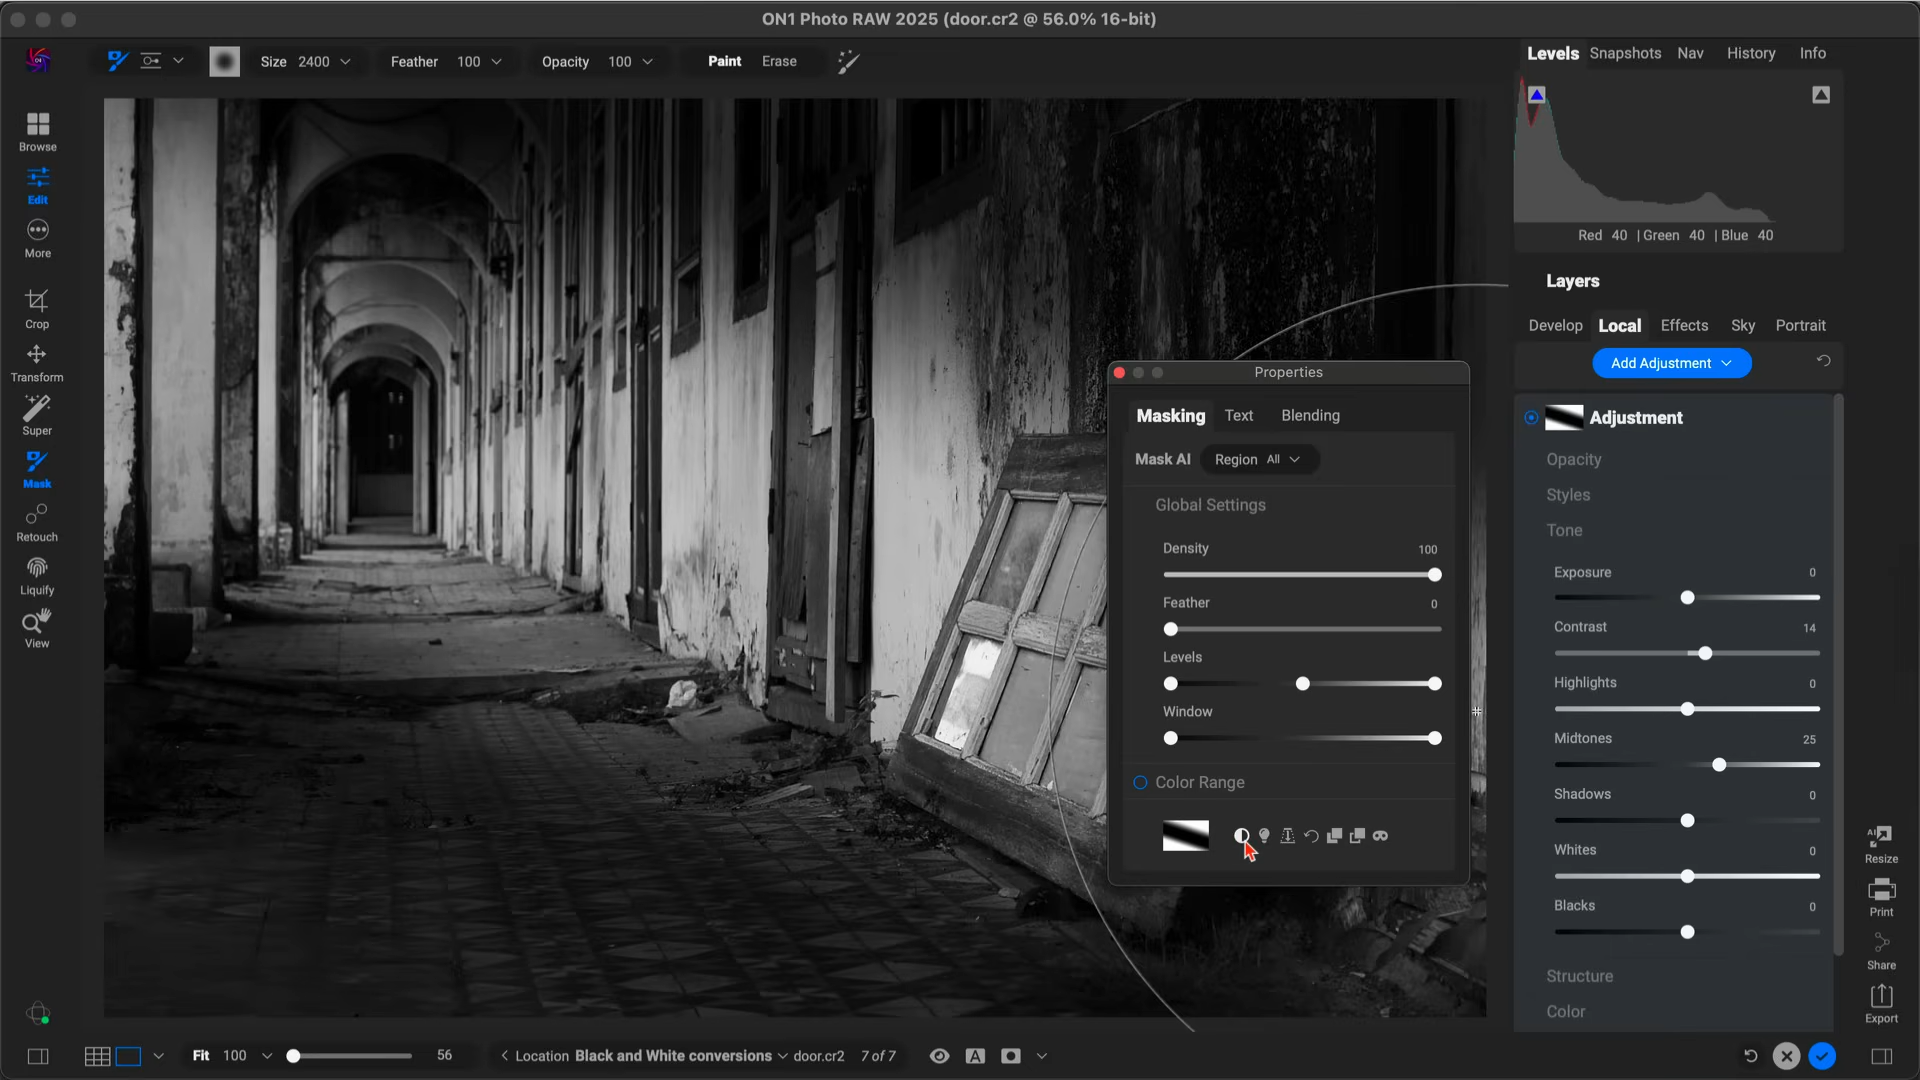 ON1 Photo RAW 2025 (door.cr2 @ 56.0% 16-bit)
Size 2400 Feather 100 Opacity 100 Paint Erase
Levels Snapshots Nav History Info
Browse
Edit
More
Crop
Transform
Super
Mask
Retouch
Liquify
View
Red 40 | Green 40 | Blue 40
Layers
Develop Local Effects Sky Portrait
Add Adjustment
Adjustment
Opacity
Styles
Tone
Exposure 0
Contrast 14
Highlights 0
Midtones 25
Shadows 0
Whites 0
Blacks 0
Structure
Color
Properties
Masking Text Blending
Mask AI Region All
Global Settings
Density 100
Feather 0
Levels
Window
Color Range
AI
Resize
Print
Share
Export
Fit 100 56 < Location Black and White conversions door.cr2 7 of 7 A